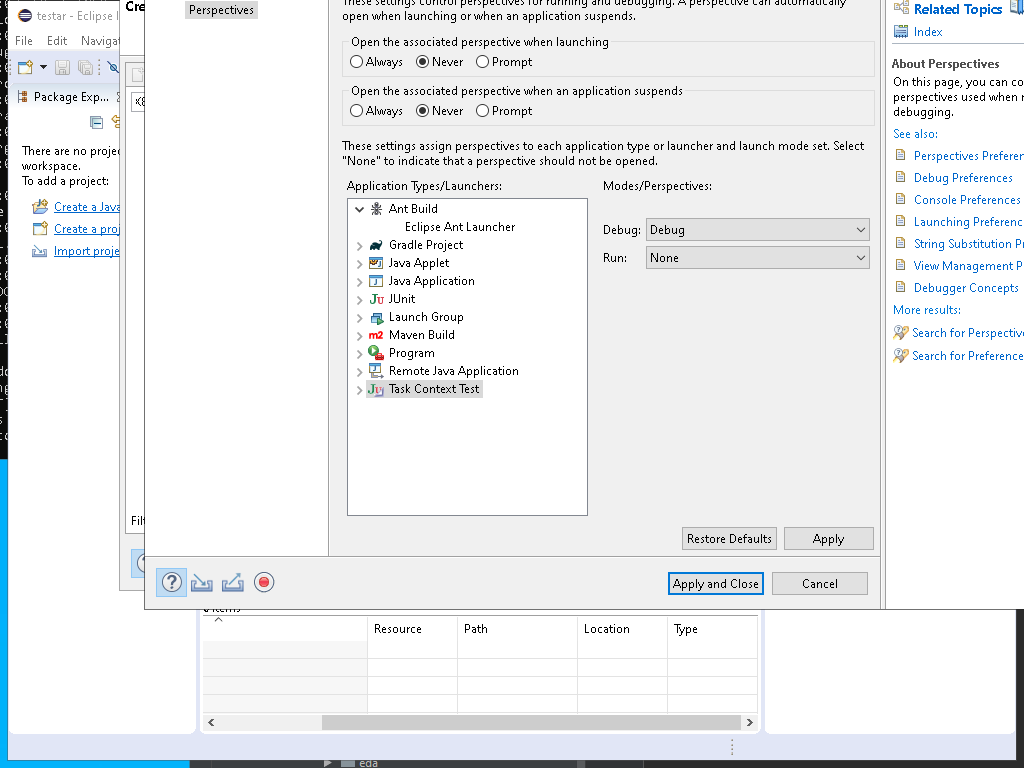 testar - Eclipse
File Edit Navigat
Package Exp...
There are no proje
workspace.
To add a project:
Create a Java
Create a proj
Import proje
Cre
Filt
Perspectives
These settings control perspectives for running and debugging. A perspective can automatically
open when launching or when an application suspends.
Open the associated perspective when launching
Always Never Prompt
Open the associated perspective when an application suspends
Always Never Prompt
These settings assign perspectives to each application type or launcher and launch mode set. Select
"None" to indicate that a perspective should not be opened.
Application Types/Launchers:
Modes/Perspectives:
Ant Build
Eclipse Ant Launcher
Gradle Project
Java Applet
Java Application
JUnit
Launch Group
Maven Build
Program
Remote Java Application
Task Context Test
Debug: Debug
Run: None
Restore Defaults Apply
Apply and Close Cancel
Related Topics
Index
About Perspectives
On this page, you can co
perspectives used when r
debugging.
See also:
Perspectives Preferen
Debug Preferences
Console Preferences
Launching Preferenc
String Substitution Pr
View Management P
Debugger Concepts
More results:
Search for Perspective
Search for Preference
items
Resource Path Location Type
eda